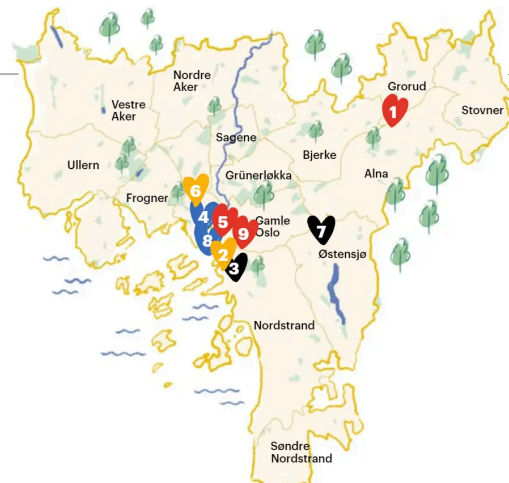 Nordre
Aker
Grorud
1
Vestre
Aker
Stovner
Sagene
Bjerke
Ullern
Grünerløkka
Alna
6
Frogner
4
5
Gamle
Oslo
9
7
8
2
Østensjø
3
Nordstrand
Søndre
Nordstrand